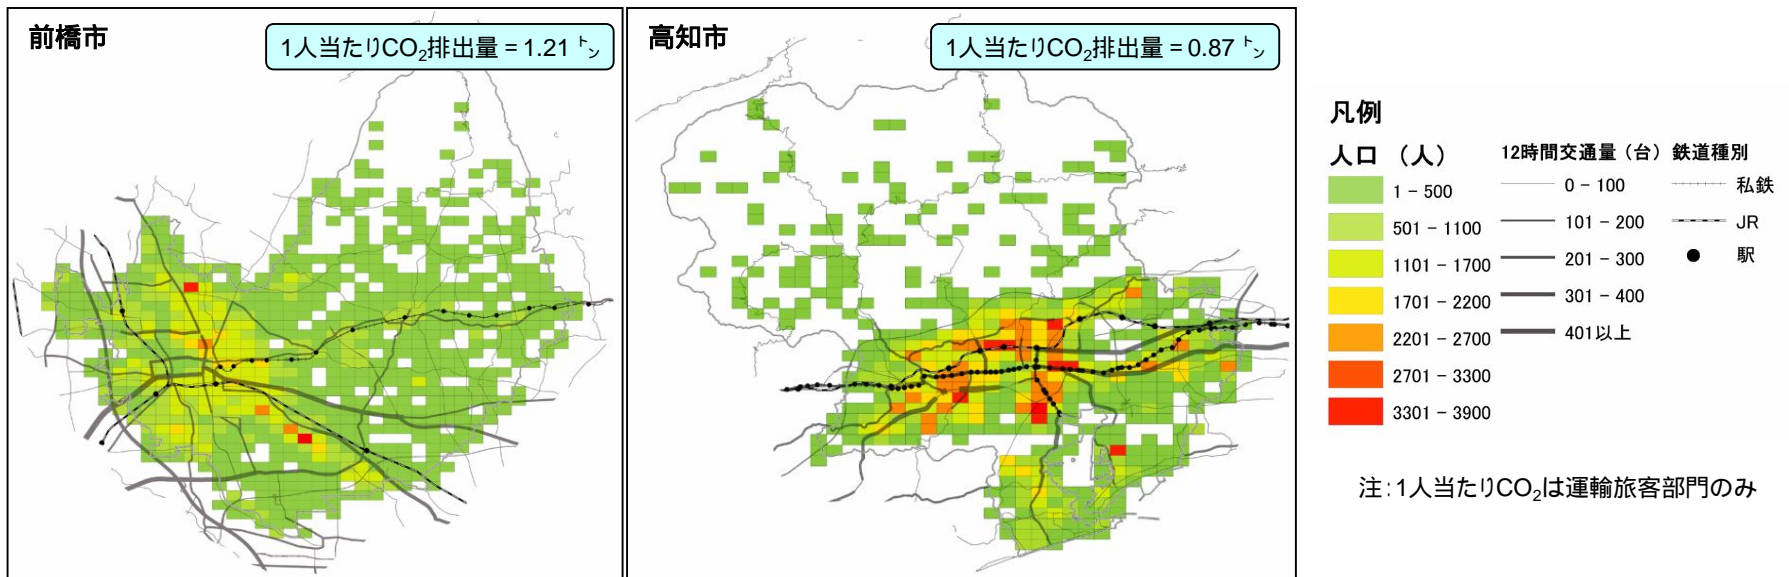 前橋市
1人当たりCO₂排出量 = 1.21 ㌧
高知市
1人当たりCO₂排出量 = 0.87 ㌧
凡例
人口 （人）
1 - 500
501 - 1100
1101 - 1700
1701 - 2200
2201 - 2700
2701 - 3300
3301 - 3900
12時間交通量（台）
0 - 100
101 - 200
201 - 300
301 - 400
401以上
鉄道種別
私鉄
JR
駅
注：1人当たりCO₂は運輸旅客部門のみ